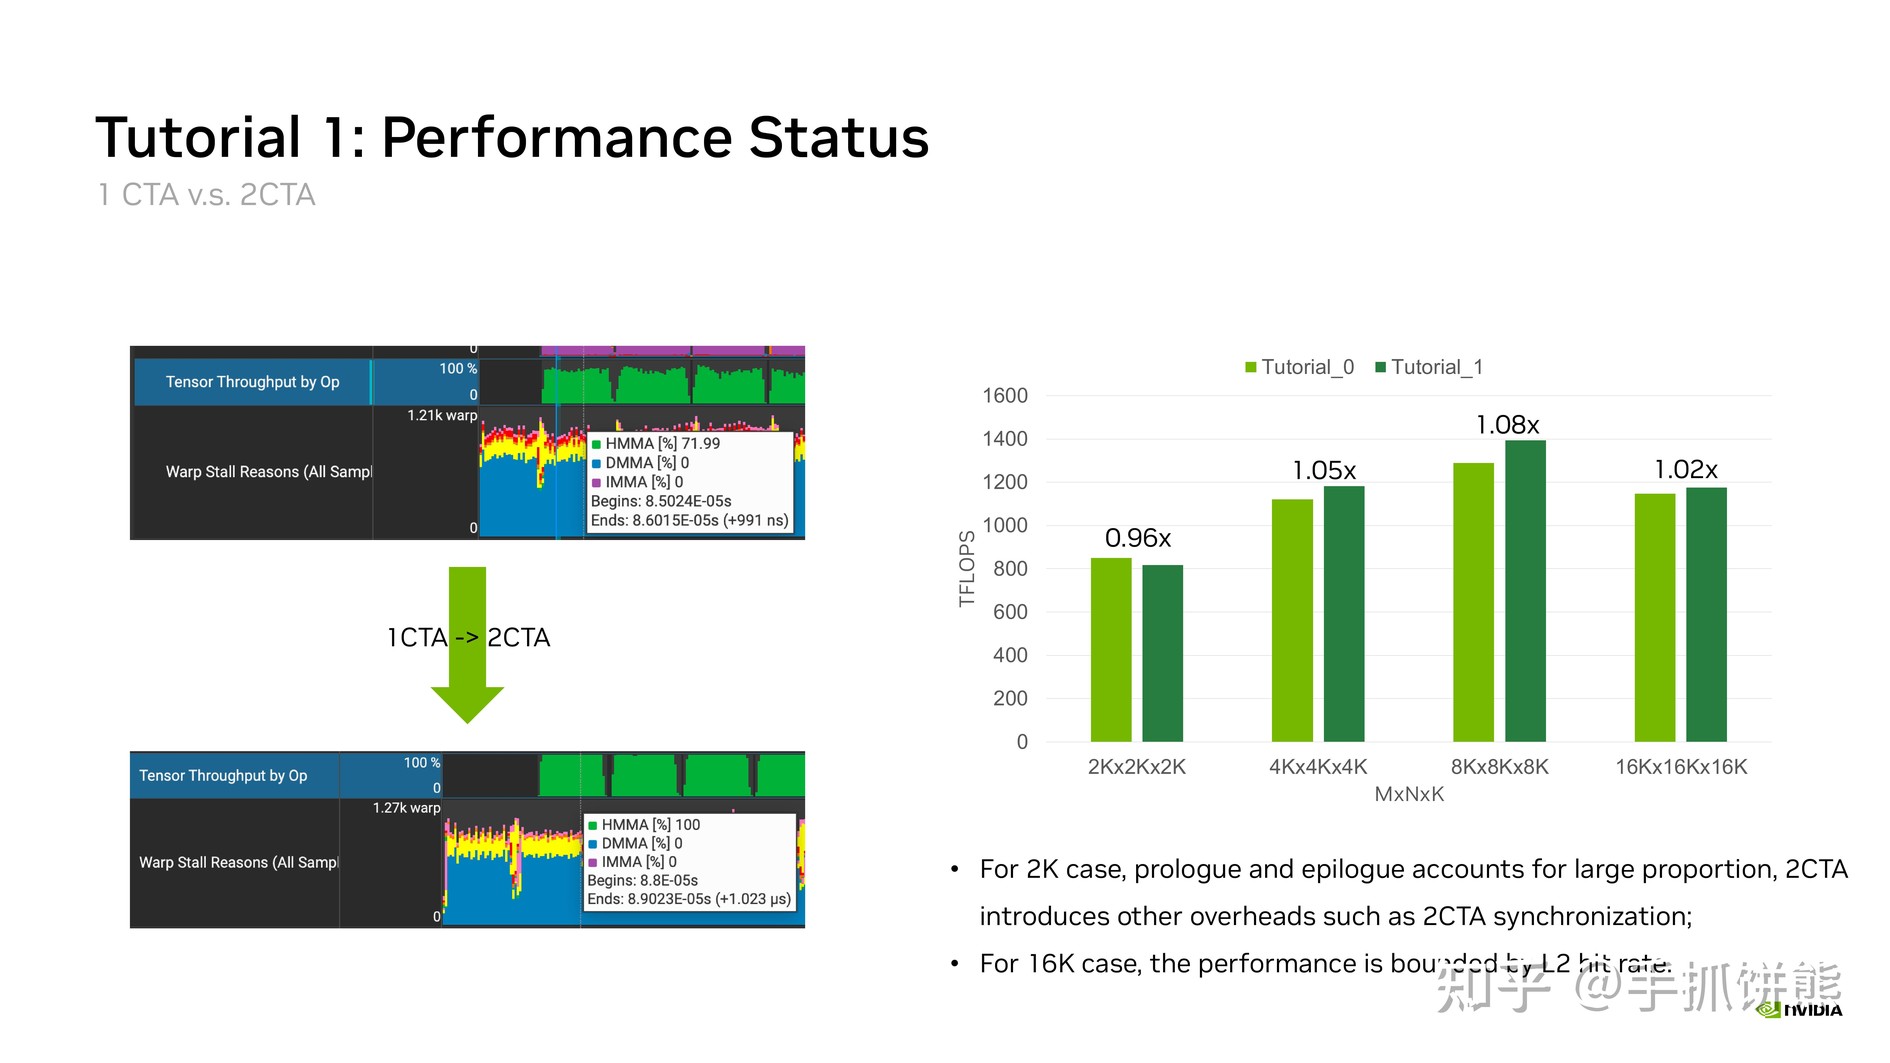 Tutorial 1: Performance Status
1 CTA v.s. 2CTA
0
Tensor Throughput by Op
100 %
0
1.21k warp
Warp Stall Reasons (All Sampl
0
HMMA [%] 71.99
DMMA [%] 0
IMMA [%] 0
Begins: 8.5024E-05s
Ends: 8.6015E-05s (+991 ns)
1CTA -> 2CTA
Tensor Throughput by Op
100 %
0
1.27k warp
Warp Stall Reasons (All Sampl
0
HMMA [%] 100
DMMA [%] 0
IMMA [%] 0
Begins: 8.8E-05s
Ends: 8.9023E-05s (+1.023 µs)
Tutorial_0 Tutorial_1
1600
1400
1200
1000
800
600
400
200
0
TFLOPS
0.96x
1.05x
1.08x
1.02x
2Kx2Kx2K 4Kx4Kx4K 8Kx8Kx8K 16Kx16Kx16K
MxNxK
• For 2K case, prologue and epilogue accounts for large proportion, 2CTA
introduces other overheads such as 2CTA synchronization;
• For 16K case, the performance is bounded by L2 hit rate.
知乎 @手抓饼熊
NVIDIA